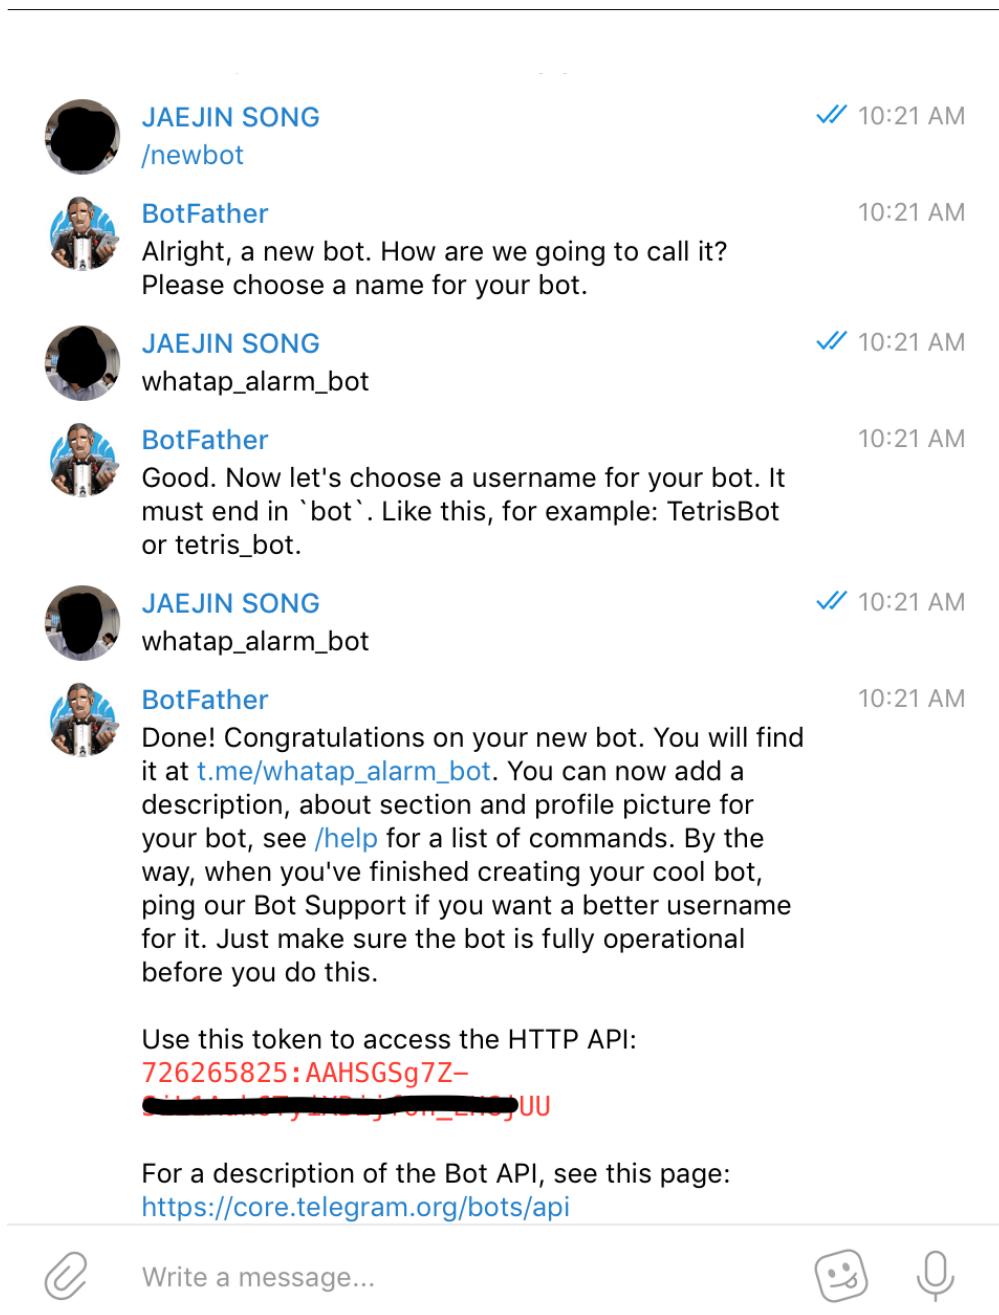 JAEJIN SONG 10:21 AM
/newbot
BotFather 10:21 AM
Alright, a new bot. How are we going to call it?
Please choose a name for your bot.
JAEJIN SONG 10:21 AM
whatap_alarm_bot
BotFather 10:21 AM
Good. Now let's choose a username for your bot. It
must end in `bot`. Like this, for example: TetrisBot
or tetris_bot.
JAEJIN SONG 10:21 AM
whatap_alarm_bot
BotFather 10:21 AM
Done! Congratulations on your new bot. You will find
it at t.me/whatap_alarm_bot. You can now add a
description, about section and profile picture for
your bot, see /help for a list of commands. By the
way, when you've finished creating your cool bot,
ping our Bot Support if you want a better username
for it. Just make sure the bot is fully operational
before you do this.
Use this token to access the HTTP API:
726265825:AAHSGSg7Z-
UU
For a description of the Bot API, see this page:
https://core.telegram.org/bots/api
Write a message...